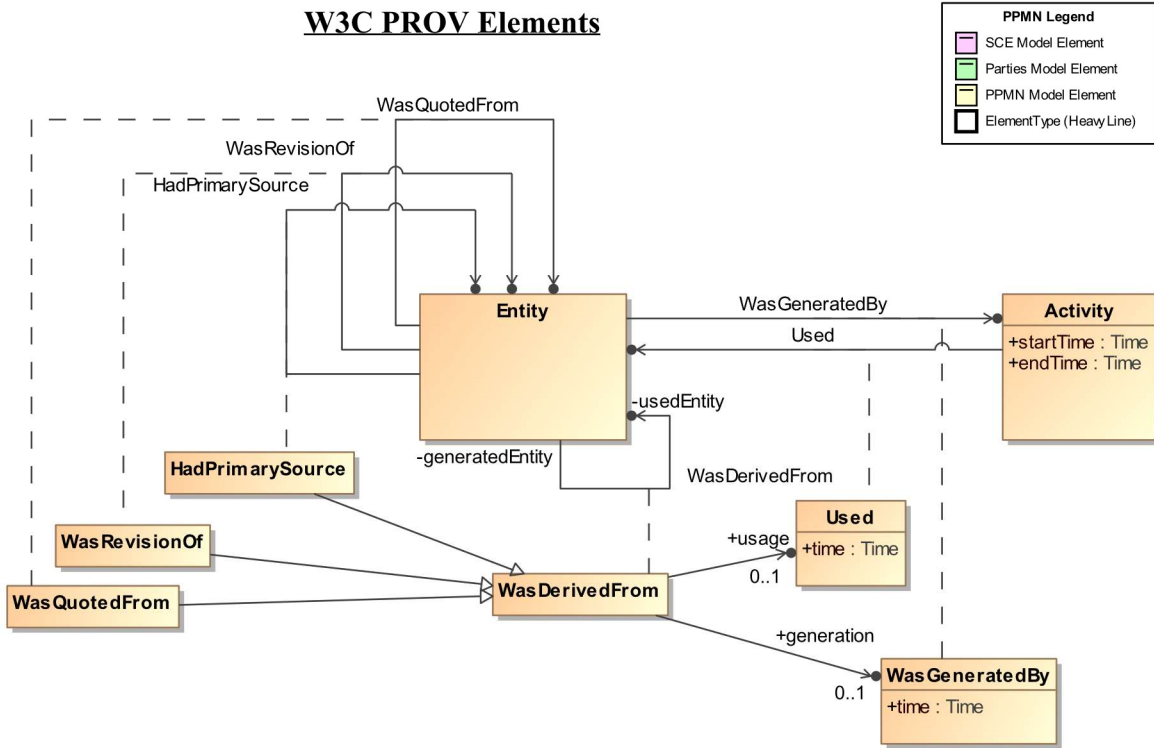 W3C PROV Elements
PPMN Legend
SCE Model Element
Parties Model Element
PPMN Model Element
ElementType (Heavy Line)
WasQuotedFrom
WasRevisionOf
HadPrimarySource
Entity
WasGeneratedBy
Used
Activity
+startTime : Time
+endTime : Time
-usedEntity
-generatedEntity
WasDerivedFrom
HadPrimarySource
WasRevisionOf
WasQuotedFrom
WasDerivedFrom
+usage
0..1
Used
+time : Time
+generation
0..1
WasGeneratedBy
+time : Time